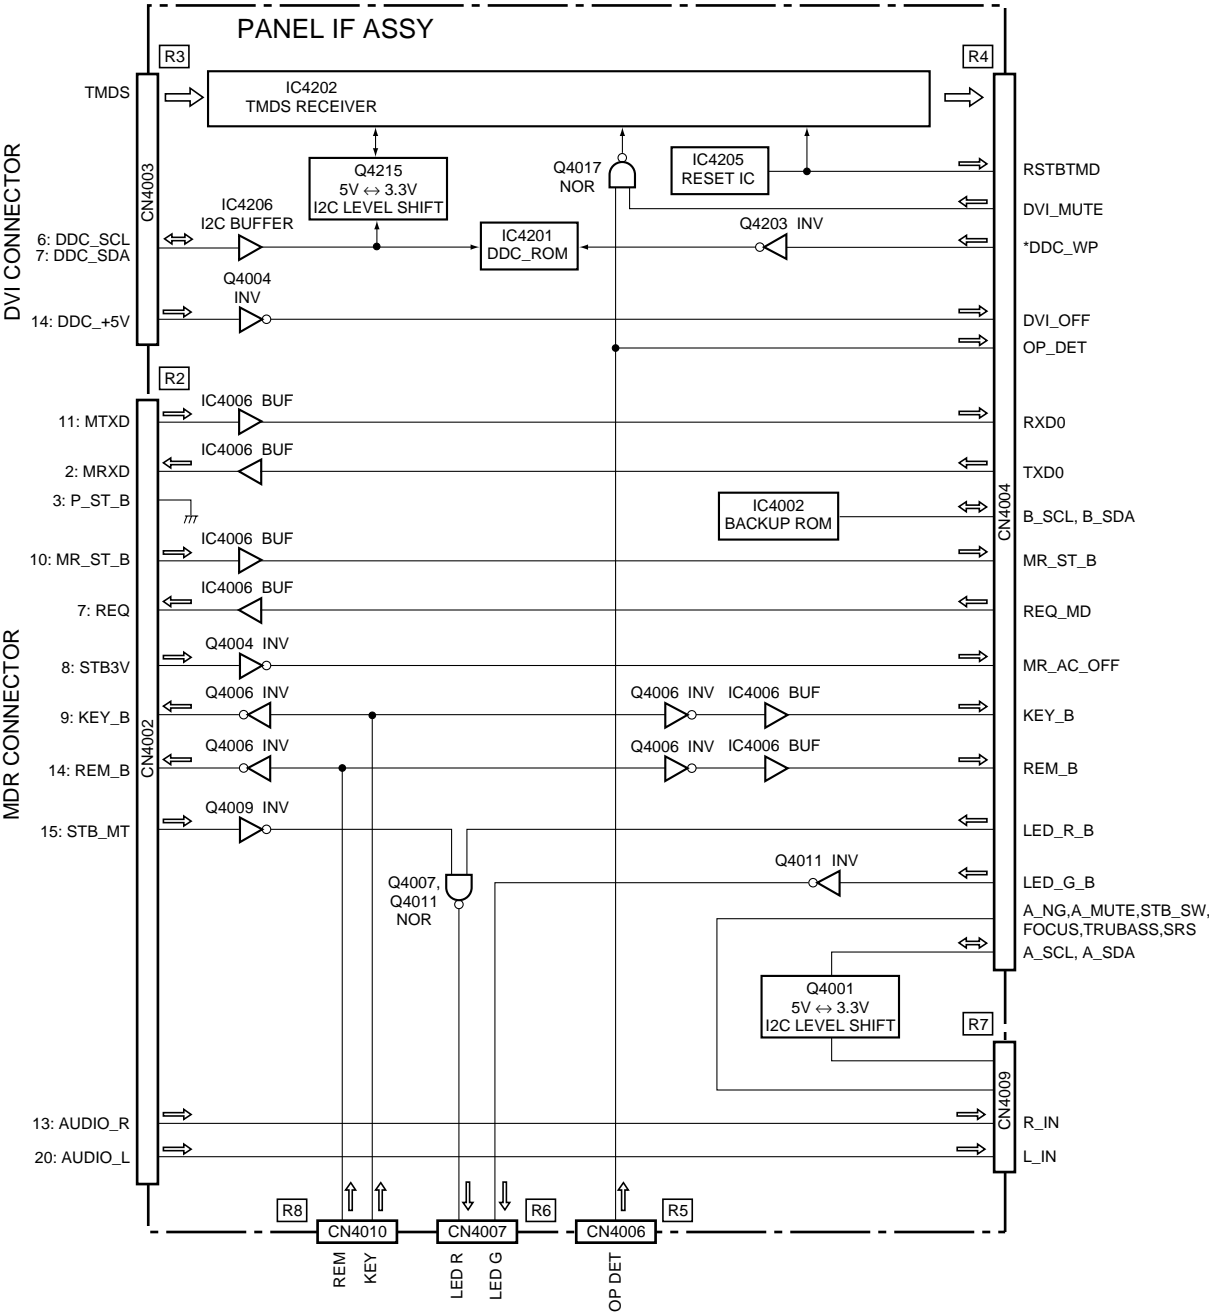 PANEL IF ASSY
R3
R4
TMDS
IC4202
TMDS RECEIVER
DVI CONNECTOR
CN4003
Q4215
5V ↔ 3.3V
I2C LEVEL SHIFT
Q4017
NOR
IC4205
RESET IC
RSTBTMD
DVI_MUTE
IC4206
I2C BUFFER
6: DDC_SCL
7: DDC_SDA
IC4201
DDC_ROM
Q4203 INV
*DDC_WP
Q4004
INV
14: DDC_+5V
DVI_OFF
OP_DET
R2
IC4006 BUF
11: MTXD
RXD0
IC4006 BUF
2: MRXD
TXD0
3: P_ST_B
IC4002
BACKUP ROM
CN4004
B_SCL, B_SDA
IC4006 BUF
10: MR_ST_B
MR_ST_B
IC4006 BUF
7: REQ
REQ_MD
MDR CONNECTOR
CN4002
Q4004 INV
8: STB3V
MR_AC_OFF
Q4006 INV
Q4006 INV
IC4006 BUF
9: KEY_B
KEY_B
Q4006 INV
Q4006 INV
IC4006 BUF
14: REM_B
REM_B
Q4009 INV
15: STB_MT
LED_R_B
Q4007,
Q4011
NOR
Q4011 INV
LED_G_B
A_NG,A_MUTE,STB_SW,
FOCUS,TRUBASS,SRS
A_SCL, A_SDA
Q4001
5V ↔ 3.3V
I2C LEVEL SHIFT
R7
CN4009
13: AUDIO_R
R_IN
20: AUDIO_L
L_IN
R8
R6
R5
CN4010
CN4007
CN4006
REM
KEY
LED R
LED G
OP DET